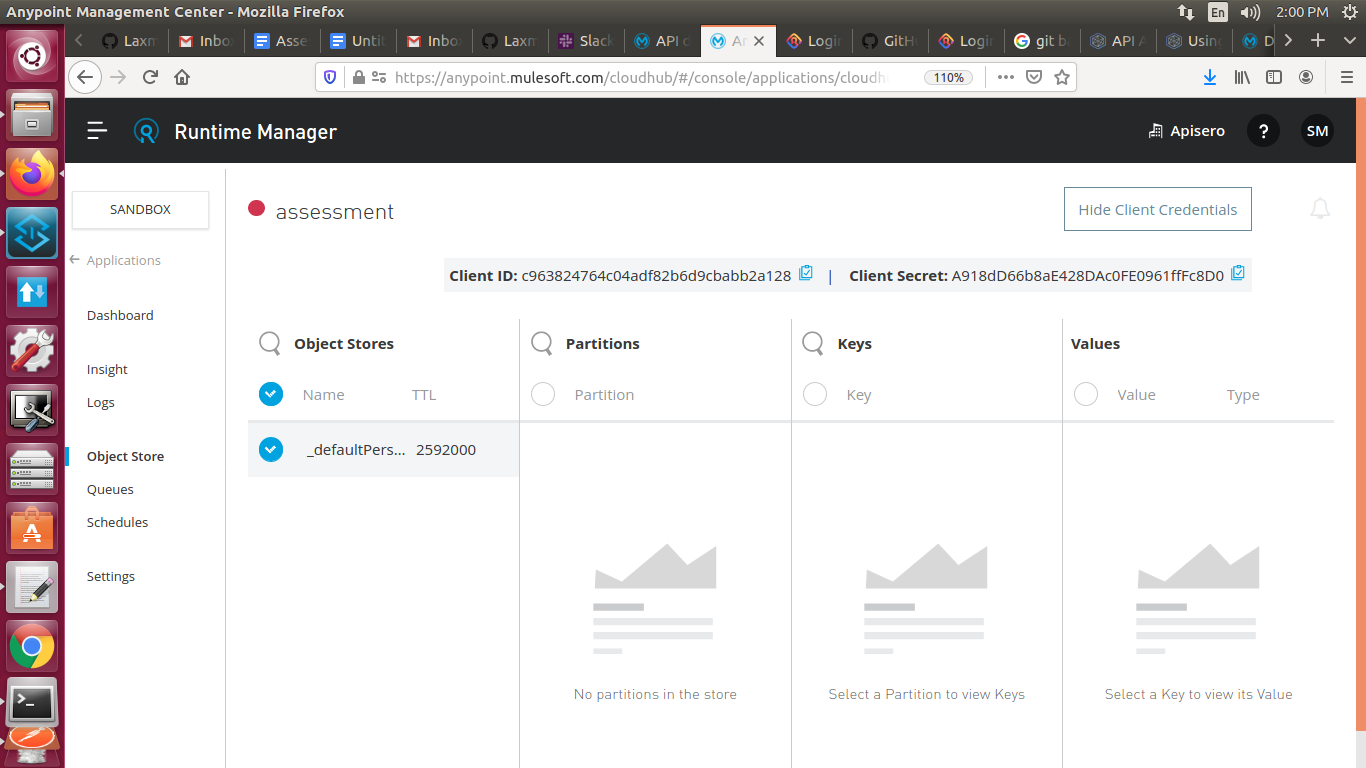 Anypoint Management Center - Mozilla Firefox
En
2:00 PM
Laxm
Inbo
Asse
Untit
Inbo
Laxm
Slack
API d
An
Login
GitH
Login
git ba
API A
Using
D
https://anypoint.mulesoft.com/cloudhub/#/console/applications/cloudh
110%
Runtime Manager
Apisero
?
SM
SANDBOX
assessment
Hide Client Credentials
Applications
Client ID: c963824764c04adf82b6d9cbabb2a128 | Client Secret: A918dD66b8aE428DAc0FE0961ffFc8D0
Dashboard
Insight
Logs
Object Store
Queues
Schedules
Settings
Object Stores
Partitions
Keys
Values
Name TTL
Partition
Key
Value Type
_defaultPers... 2592000
No partitions in the store
Select a Partition to view Keys
Select a Key to view its Value